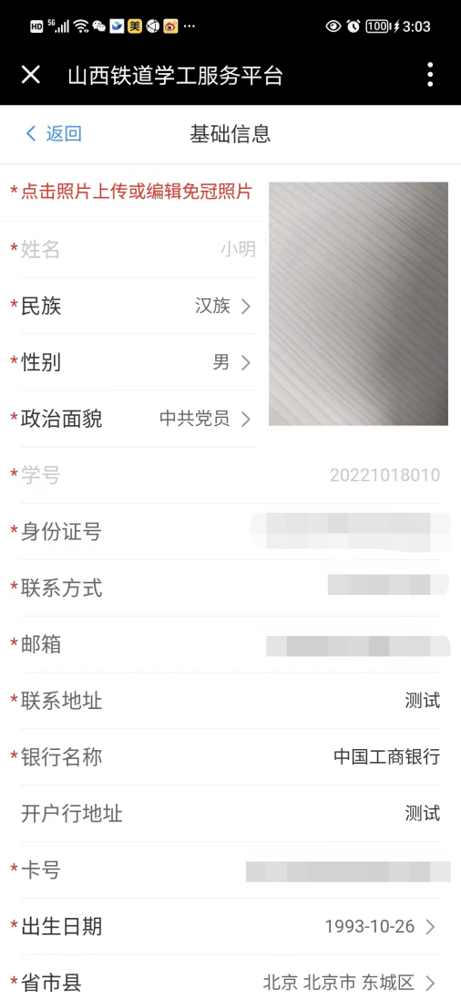 HD 5G 美 100 3:03
山西铁道学工服务平台
返回 基础信息
*点击照片上传或编辑免冠照片
*姓名 小明
*民族 汉族
*性别 男
*政治面貌 中共党员
*学号 20221018010
*身份证号
*联系方式
*邮箱
*联系地址 测试
*银行名称 中国工商银行
开户行地址 测试
*卡号
*出生日期 1993-10-26
*省市县 北京 北京市 东城区